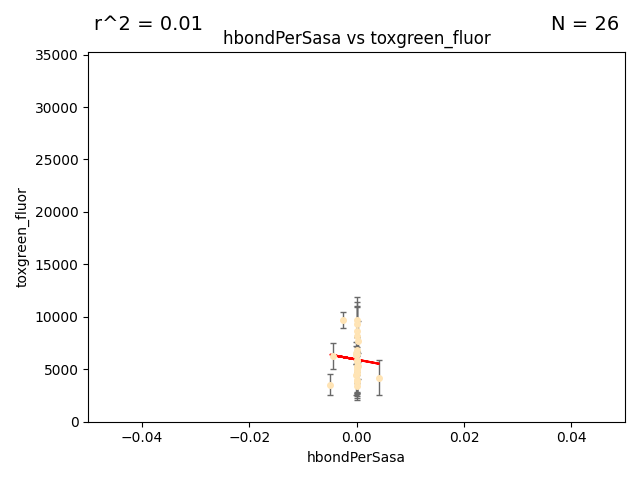 r^2 = 0.01
N = 26
hbondPerSasa vs toxgreen_fluor
35000
30000
25000
20000
15000
10000
5000
0
toxgreen_fluor
−0.04
−0.02
0.00
0.02
0.04
hbondPerSasa